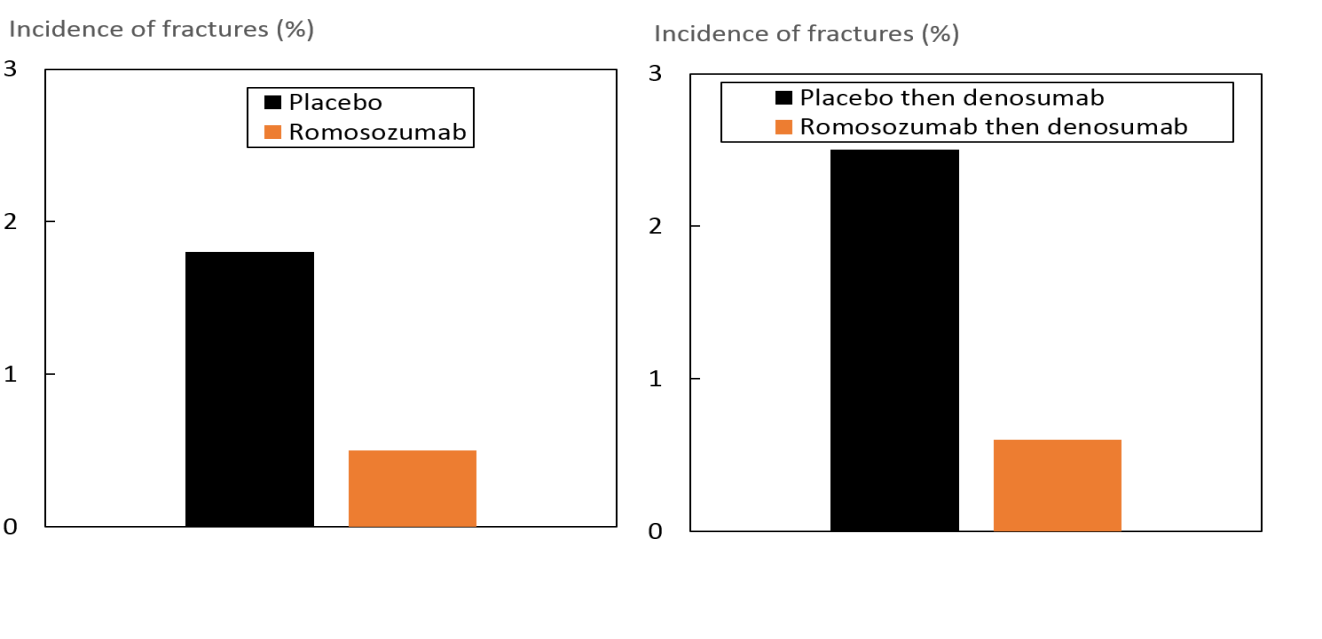 Incidence of fractures (%)
3
Placebo
Romosozumab
2
1
0
Incidence of fractures (%)
3
Placebo then denosumab
Romosozumab then denosumab
2
1
0